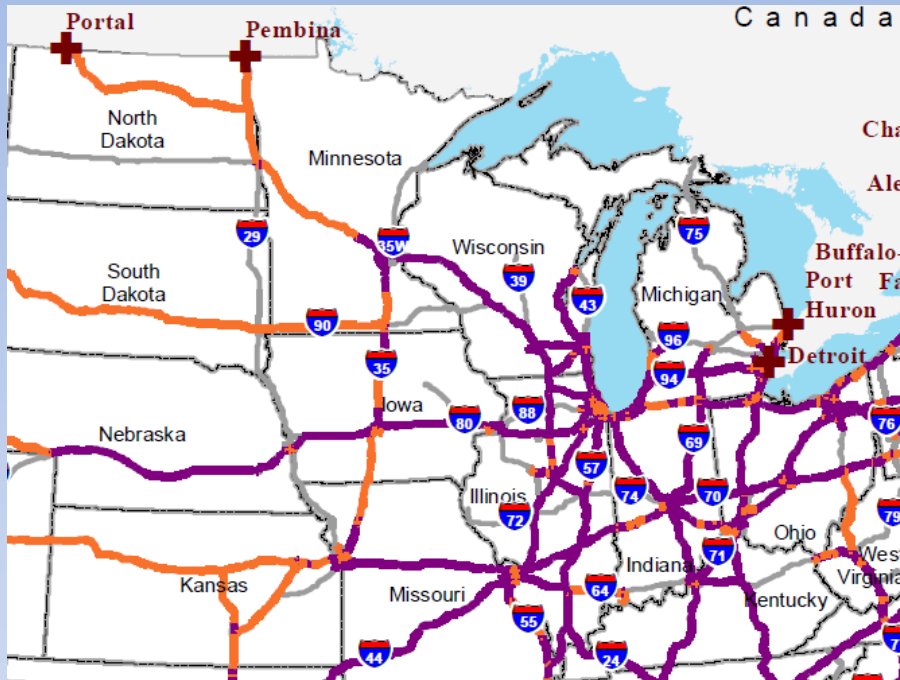 Canada
Portal
Pembina
North
Dakota
Minnesota
Cha
Ale
29
35W
Wisconsin
75
Buffalo-
South
Dakota
39
43
Michigan
Port
Fa
Huron
90
96
Detroit
35
94
Iowa
80
88
76
Nebraska
69
57
74
70
Illinois
72
79
Ohio
71
West
Virginia
Indiana
Kansas
Missouri
64
Kentucky
55
44
24